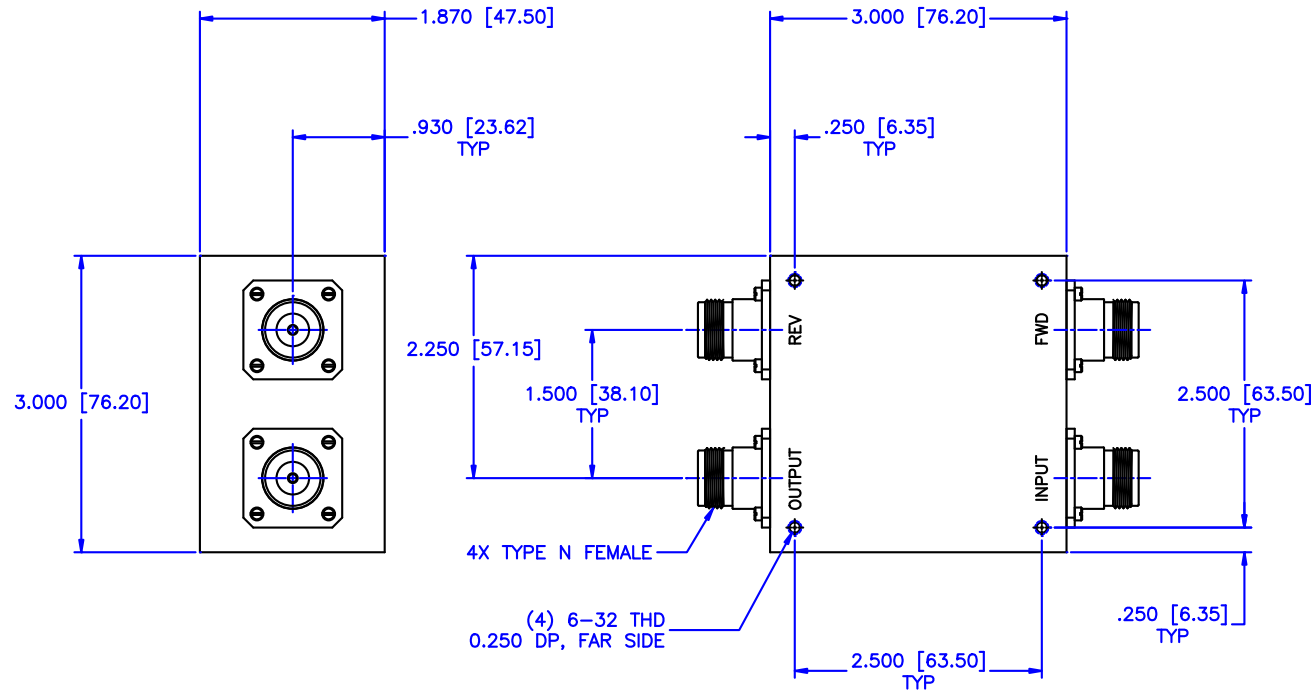 1.870 [47.50]
3.000 [76.20]
.930 [23.62]
TYP
.250 [6.35]
TYP
REV
FWD
2.250 [57.15]
1.500 [38.10]
TYP
3.000 [76.20]
2.500 [63.50]
TYP
OUTPUT
INPUT
4X TYPE N FEMALE
(4) 6-32 THD
0.250 DP, FAR SIDE
.250 [6.35]
TYP
2.500 [63.50]
TYP